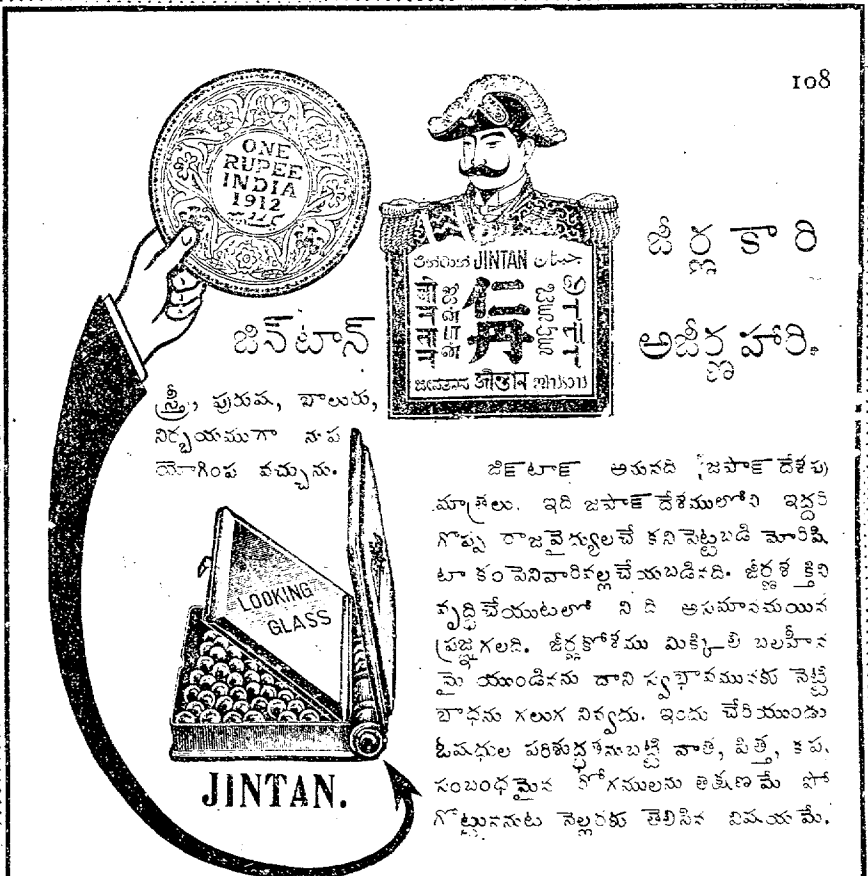 108
ONE
RUPEE
INDIA
1912
JINTAN
仁丹
जींतान
జీర్ణ కారి
జిన్‌టాన్
అజీర్ణ హారి.
స్త్రీ, పురుష, బాలురు,
నిర్భయముగా నుప
యోగింప వచ్చును.
LOOKING
GLASS
JINTAN.
జిన్‌టాన్ అనునది జపాన్ దేశపు
మాత్రలు. ఇది జపాన్ దేశములోని ఇద్దరి
గొప్ప రాజవైద్యులచే కనిపెట్టబడి మోరిషి
టా కంపెనివారివల్ల చేయబడినది. జీర్ణశక్తిని
వృద్ధిచేయుటలో అసమానమయిన
ప్రజ్ఞగలది. జీర్ణకోశము మిక్కిలి బలహీన
మై యుండినను దాని స్వభావమునకు నెట్టి
బాధను గలుగ నివ్వదు. ఇందు చేరియుండు
ఓషధుల పరిశుద్ధతనుబట్టి వాత, పిత్త, కఫ,
సంబంధమైన రోగములను తక్షణమే పో
గొట్టుననుట నెల్లరకు తెలిసిన విషయమే.